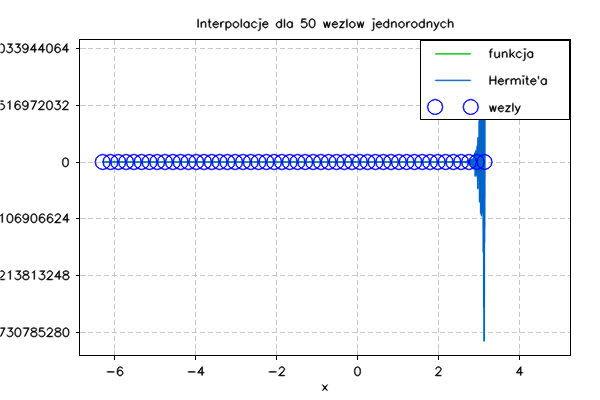 Interpolacje dla 50 wezlow jednorodnych
033944064
516972032
0
106906624
213813248
730785280
funkcja
Hermite'a
wezly
−6
−4
−2
0
2
4
x